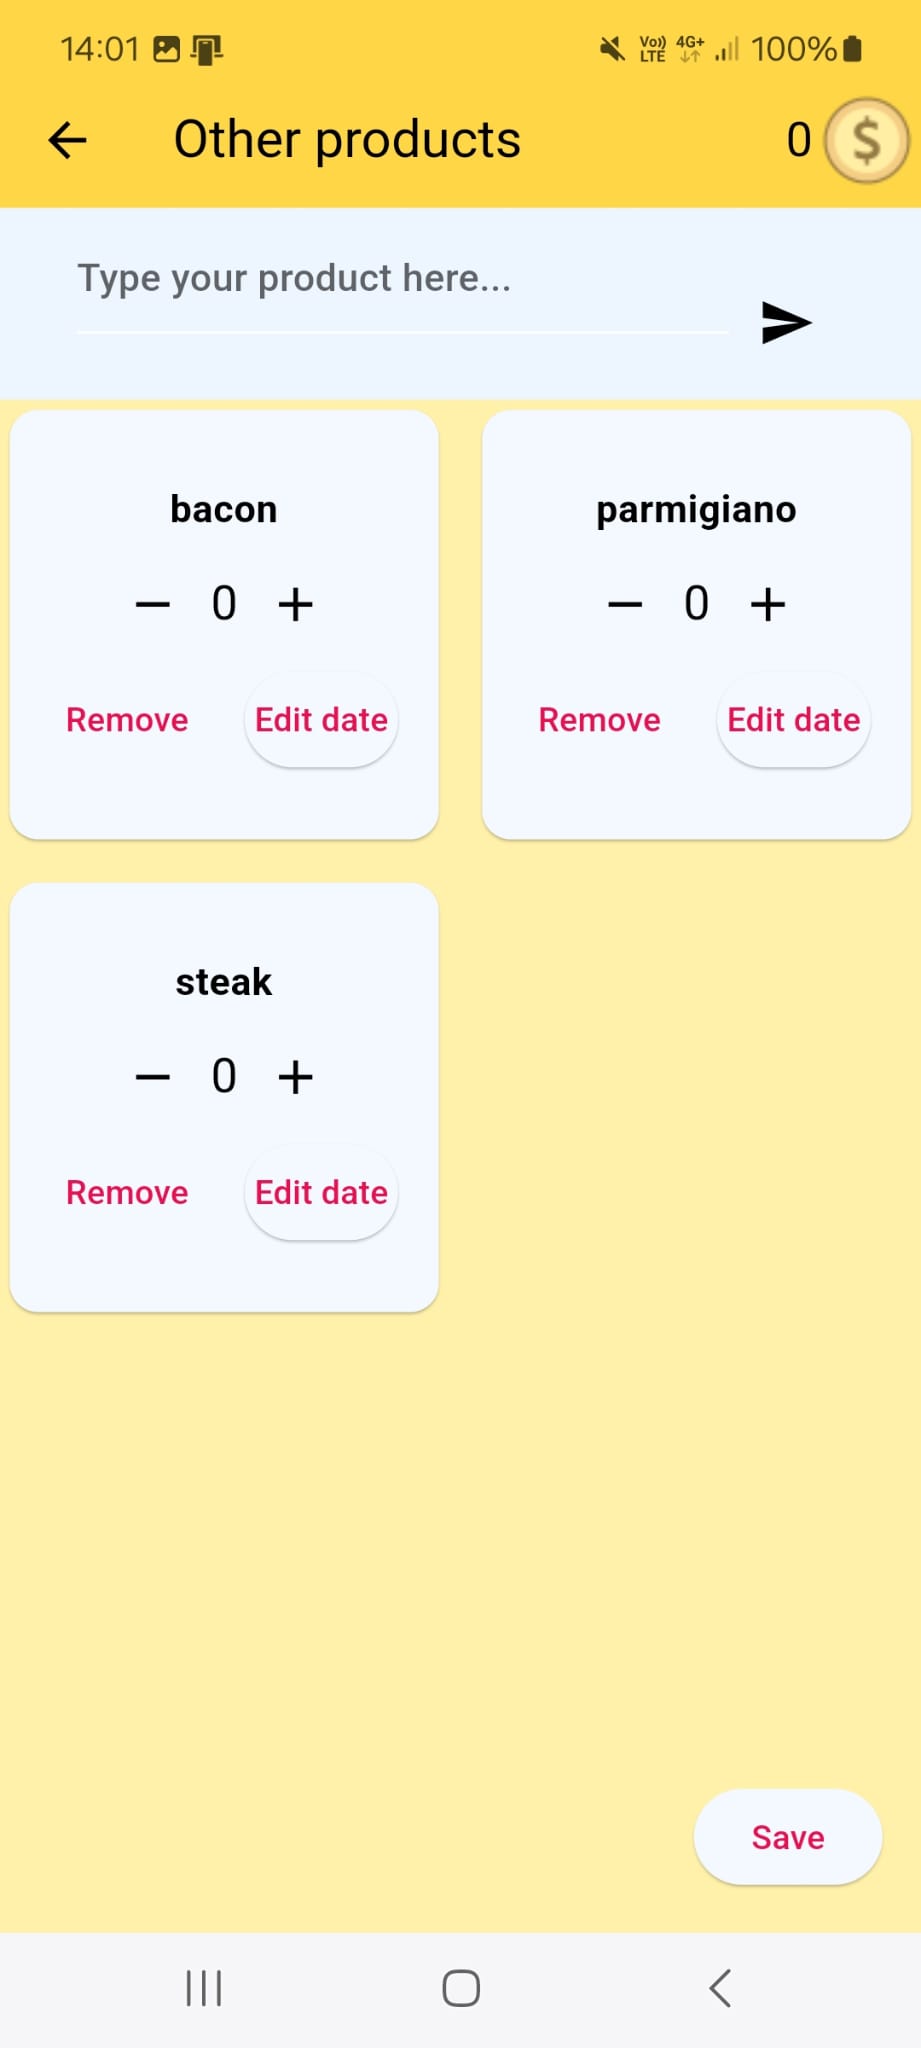 14:01 Vo)) LTE 4G+ 100%
Other products 0 $
Type your product here...
bacon parmigiano
− 0 + − 0 +
Remove Edit date Remove Edit date
steak
− 0 +
Remove Edit date
Save